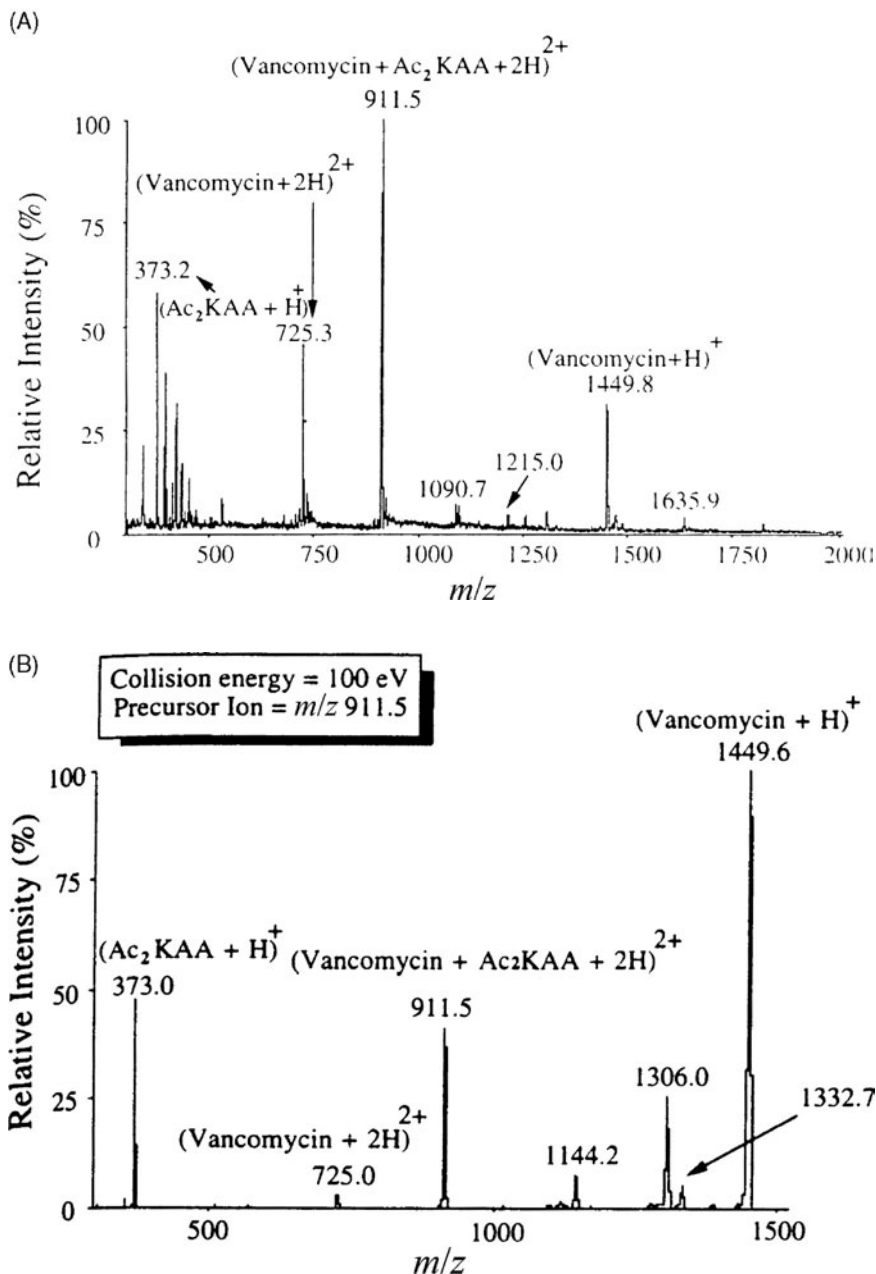 (A)
(Vancomycin + Ac₂ KAA + 2H)²⁺
911.5
100
(Vancomycin + 2H)²⁺
75
373.2
(Ac₂KAA + H)⁺
50
725.3
(Vancomycin+H)⁺
1449.8
25
1090.7
1215.0
1635.9
0
Relative Intensity (%)
500 750 1000 1250 1500 1750 2000
m/z
(B)
Collision energy = 100 eV
Precursor Ion = m/z 911.5
(Vancomycin + H)⁺
1449.6
100
75
(Ac₂ KAA + H)⁺
(Vancomycin + Ac₂KAA + 2H)²⁺
373.0
911.5
50
1306.0
1332.7
25
(Vancomycin + 2H)²⁺
725.0
1144.2
0
Relative Intensity (%)
500 1000 1500
m/z